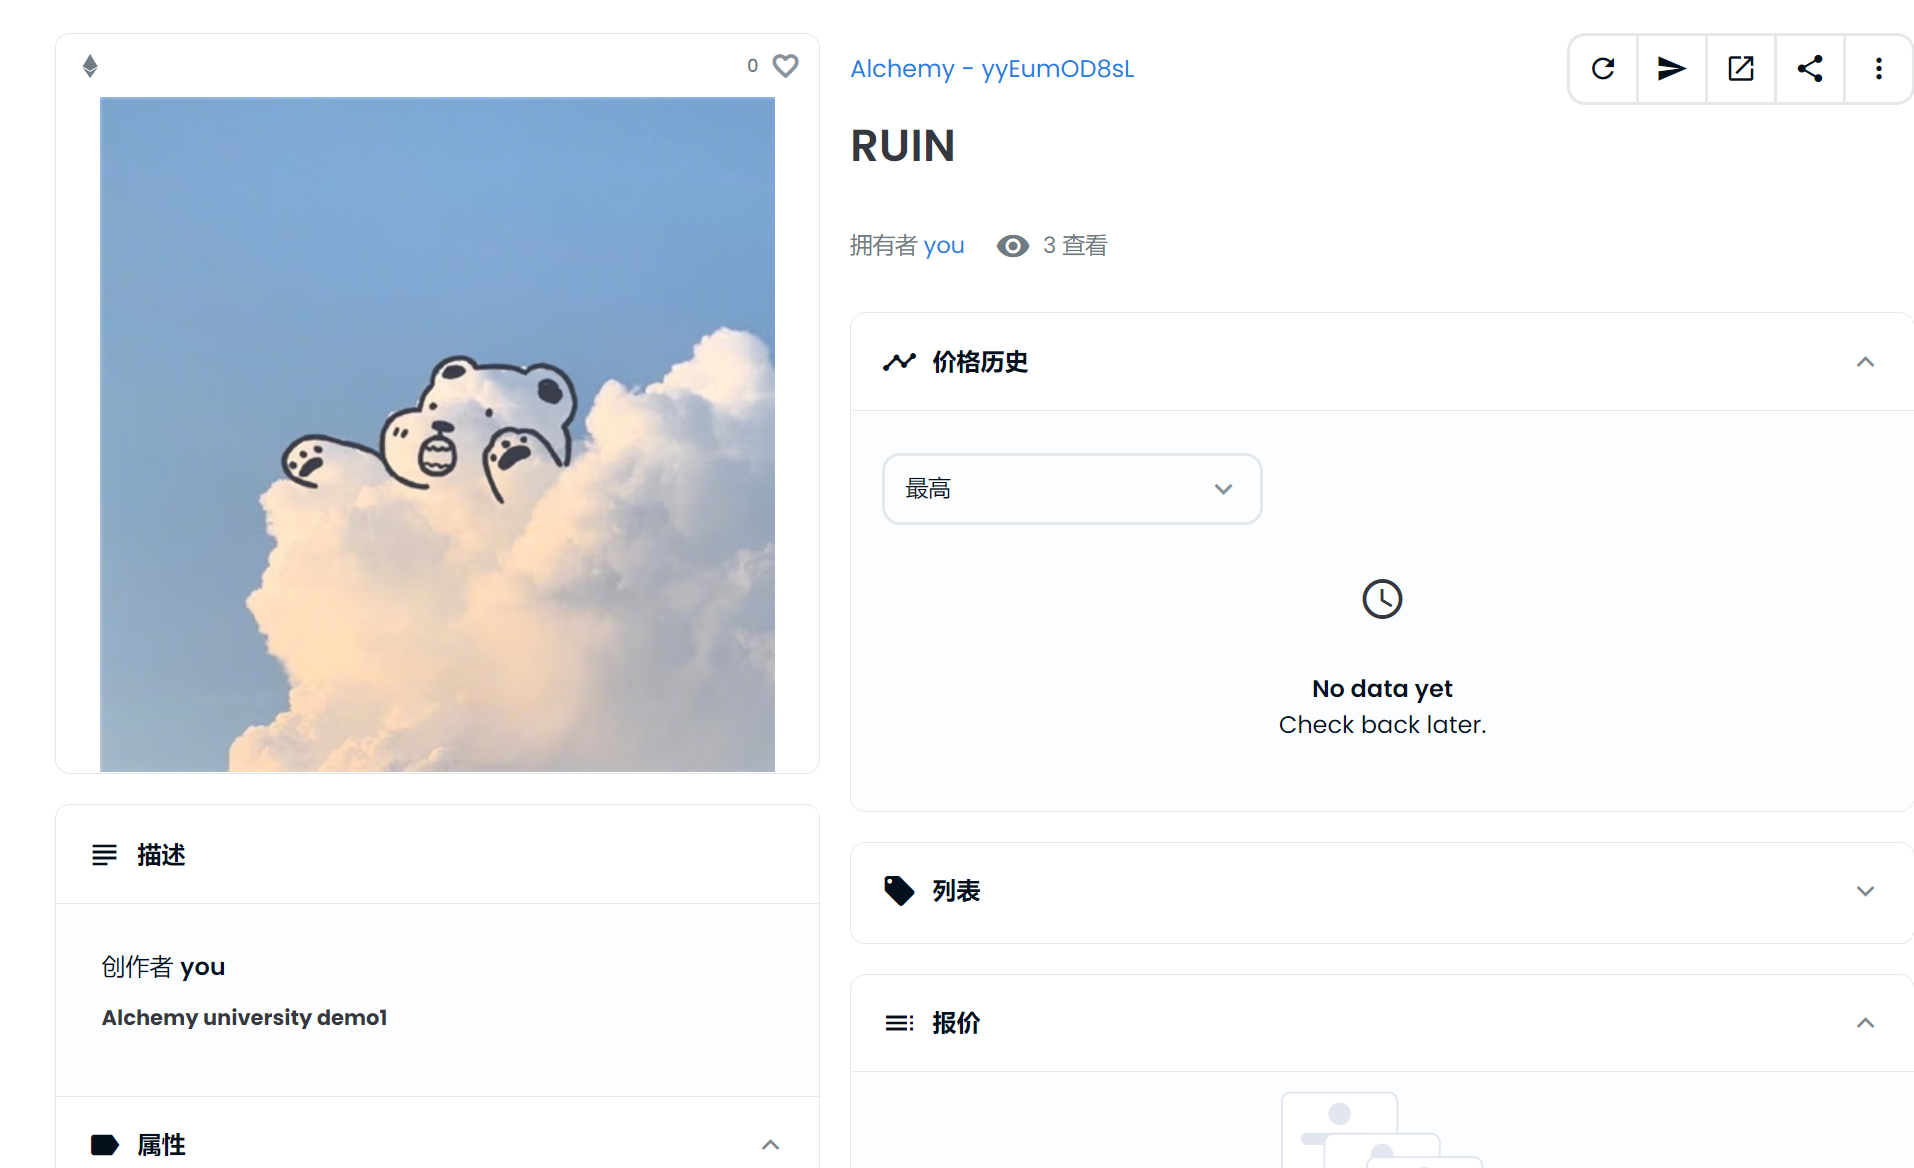 0
Alchemy - yyEumOD8sL
RUIN
拥有者 you 3 查看
价格历史
最高
No data yet
Check back later.
描述
创作者 you
Alchemy university demo1
属性
列表
报价